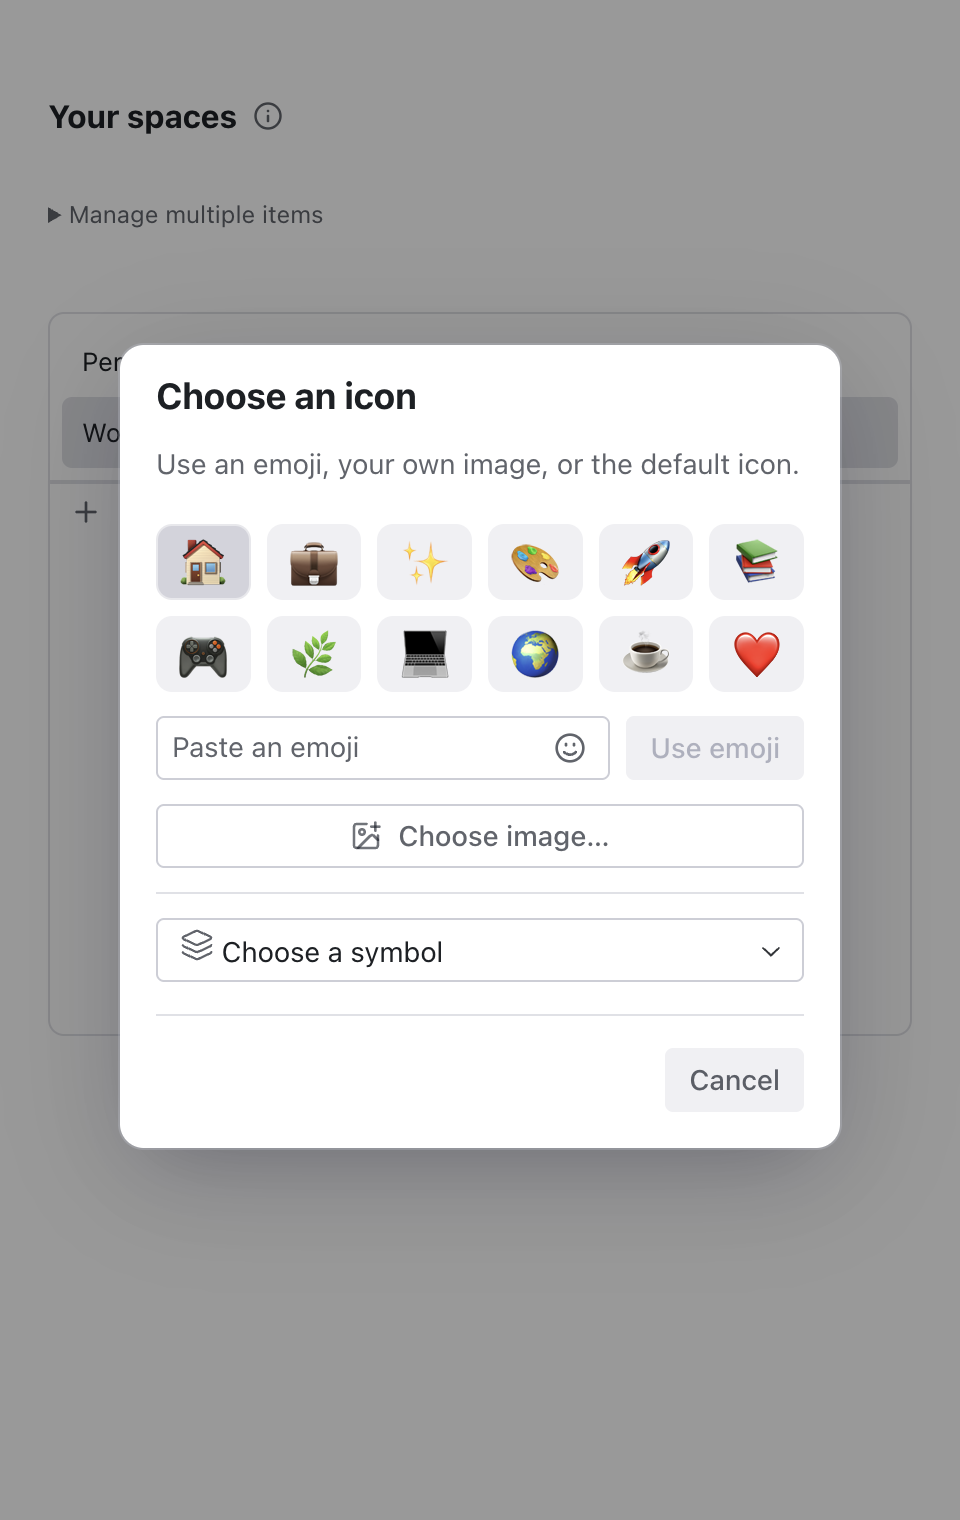 Your spaces
Manage multiple items
Per
Wo
Choose an icon
Use an emoji, your own image, or the default icon.
Paste an emoji
Use emoji
Choose image...
Choose a symbol
Cancel